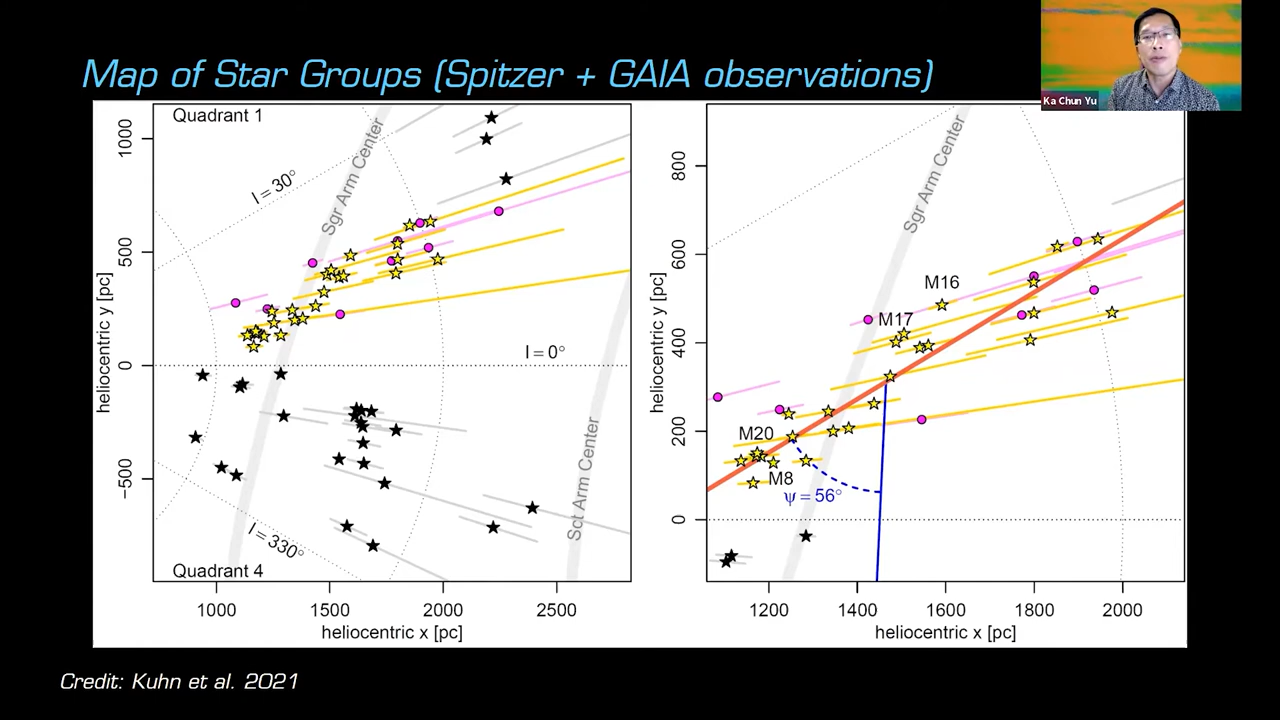 Map of Star Groups (Spitzer + GAIA observations)
Ka Chun Yu
Quadrant 1
l = 30°
Sgr Arm Center
l = 0°
Sct Arm Center
l = 330°
Quadrant 4
1000
500
0
−500
heliocentric y [pc]
1000 1500 2000 2500
heliocentric x [pc]
Sgr Arm Center
M16
M17
M20
M8
ψ = 56°
800
600
400
200
0
heliocentric y [pc]
1200 1400 1600 1800 2000
heliocentric x [pc]
Credit: Kuhn et al. 2021